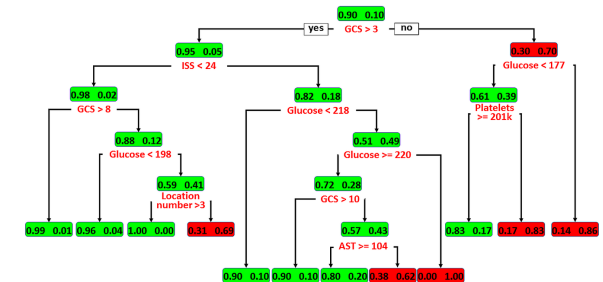 0.90 0.10
yes
GCS > 3
no
0.95 0.05
ISS < 24
0.30 0.70
Glucose < 177
0.98 0.02
GCS > 8
0.82 0.18
Glucose < 218
0.61 0.39
Platelets
>= 201k
0.88 0.12
Glucose < 198
0.51 0.49
Glucose >= 220
0.59 0.41
Location
number >3
0.72 0.28
GCS > 10
0.99 0.01
0.96 0.04
1.00 0.00
0.31 0.69
0.57 0.43
AST >= 104
0.83 0.17
0.17 0.83
0.14 0.86
0.90 0.10
0.90 0.10
0.80 0.20
0.38 0.62
0.00 1.00